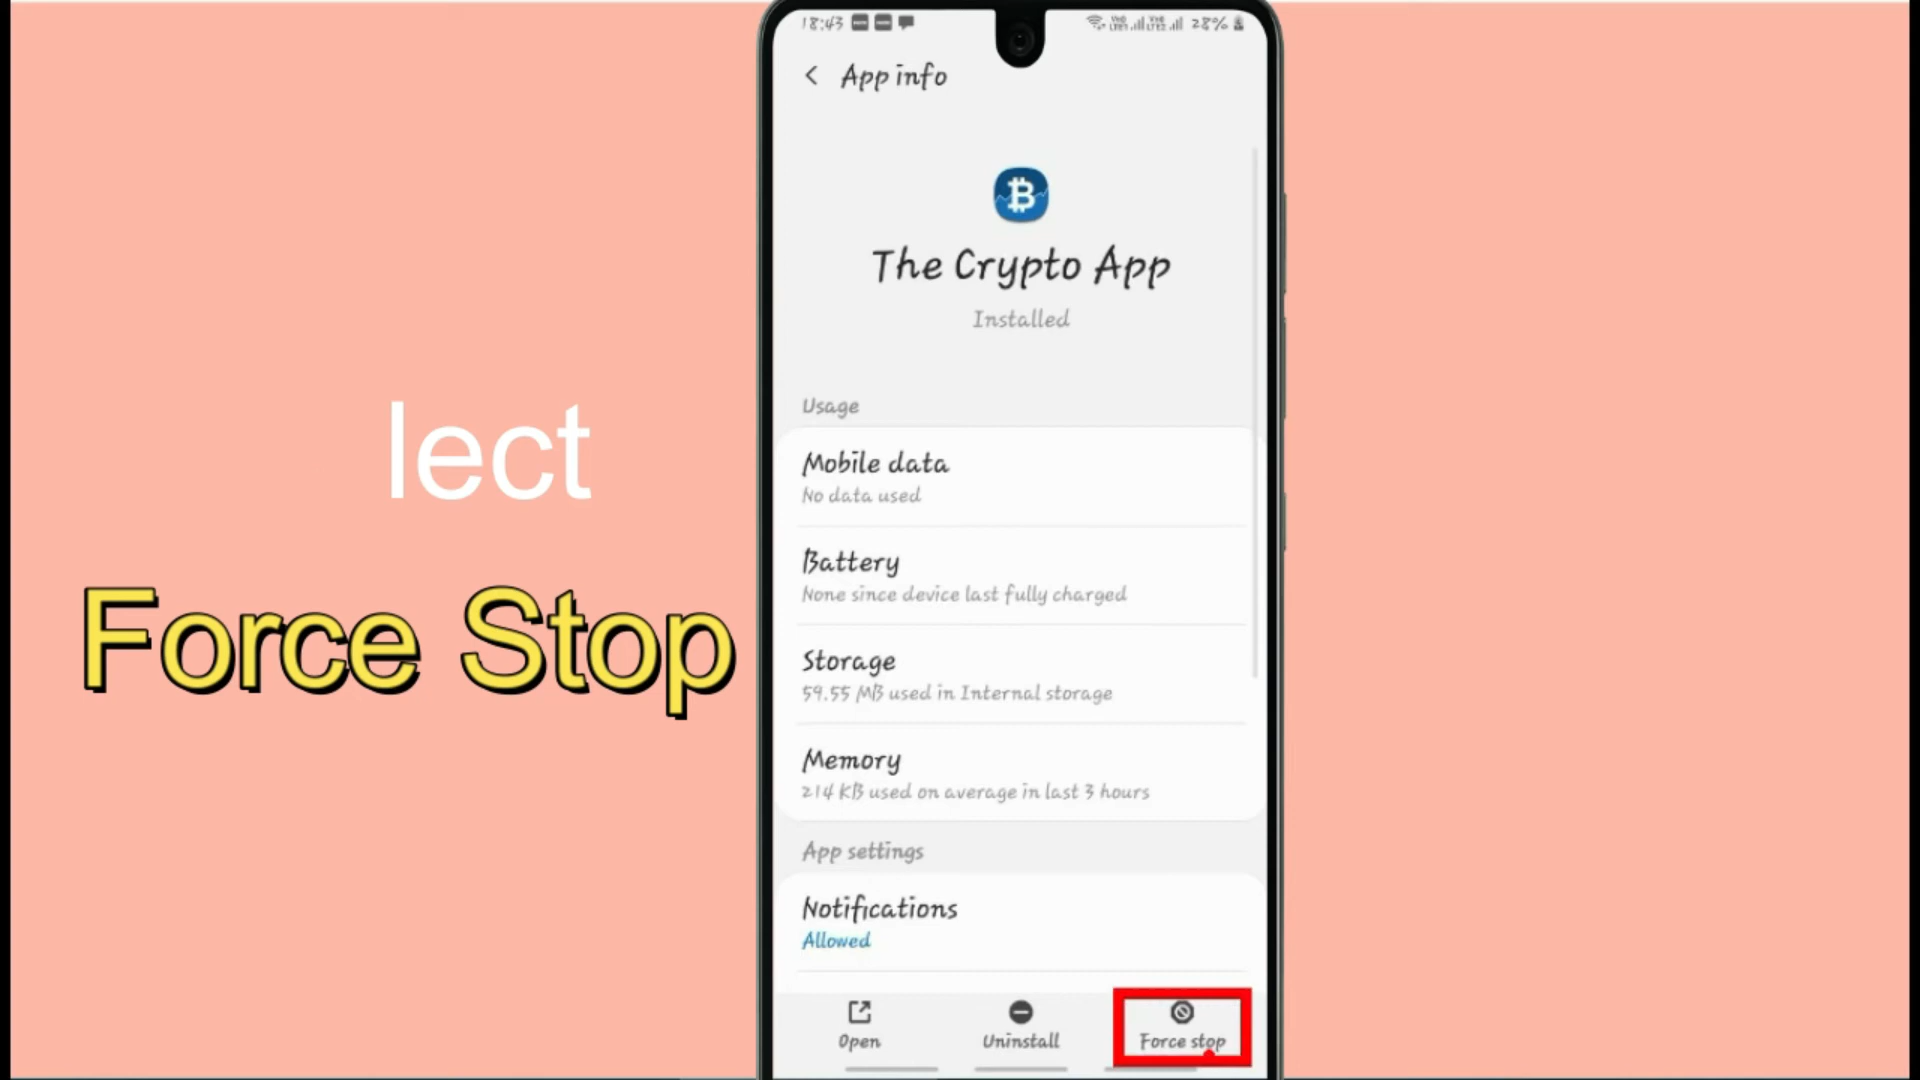 18:43
28%
App info
The Crypto App
Installed
Usage
Mobile data
No data used
Battery
None since device last fully charged
Storage
59.55 MB used in Internal storage
Memory
214 KB used on average in last 3 hours
App settings
Notifications
Allowed
Open
Uninstall
Force stop
lect
Force Stop